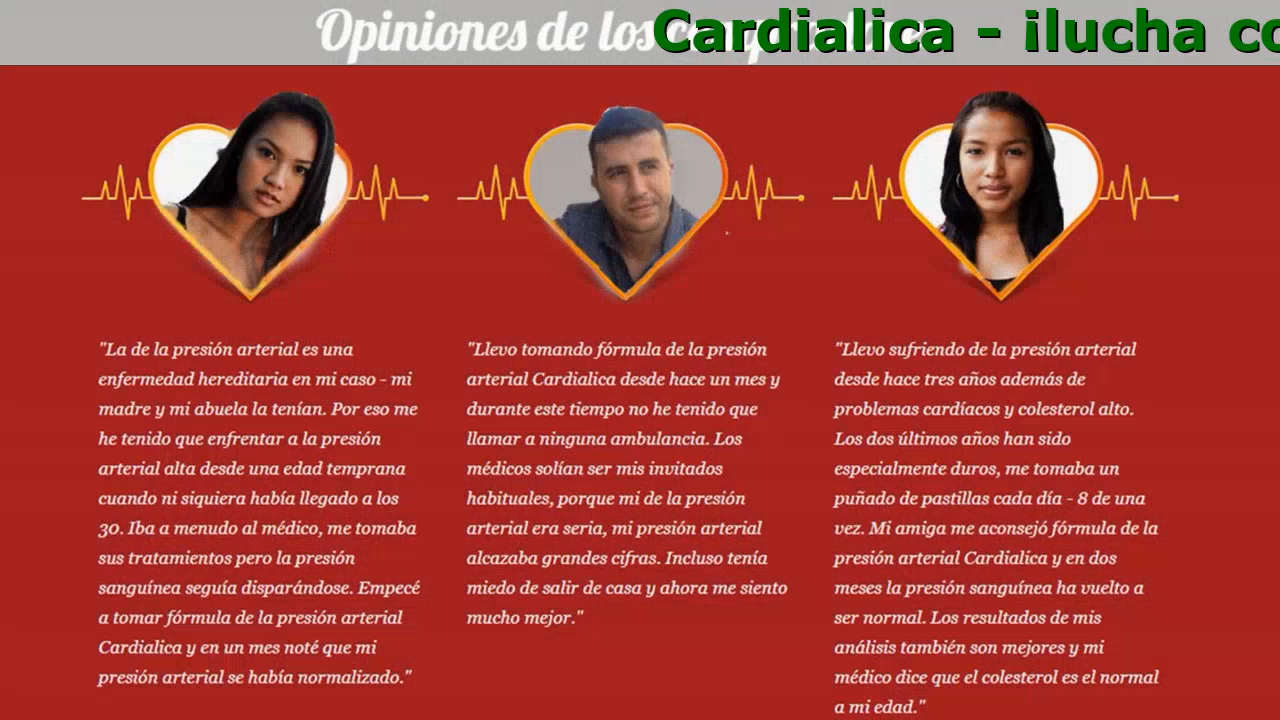 Opiniones de los
Cardialica - ¡lucha
"La de la presión arterial es una
enfermedad hereditaria en mi caso - mi
madre y mi abuela la tenían. Por eso me
he tenido que enfrentar a la presión
arterial alta desde una edad temprana
cuando ni siquiera había llegado a los
30. Iba a menudo al médico, me tomaba
sus tratamientos pero la presión
sanguínea seguía disparándose. Empecé
a tomar fórmula de la presión arterial
Cardialica y en un mes noté que mi
presión arterial se había normalizado."
"Llevo tomando fórmula de la presión
arterial Cardialica desde hace un mes y
durante este tiempo no he tenido que
llamar a ninguna ambulancia. Los
médicos solían ser mis invitados
habituales, porque mi de la presión
arterial era seria, mi presión arterial
alcazaba grandes cifras. Incluso tenía
miedo de salir de casa y ahora me siento
mucho mejor."
"Llevo sufriendo de la presión arterial
desde hace tres años además de
problemas cardíacos y colesterol alto.
Los dos últimos años han sido
especialmente duros, me tomaba un
puñado de pastillas cada día - 8 de una
vez. Mi amiga me aconsejó fórmula de la
presión arterial Cardialica y en dos
meses la presión sanguínea ha vuelto a
ser normal. Los resultados de mis
análisis también son mejores y mi
médico dice que el colesterol es el normal
a mi edad."